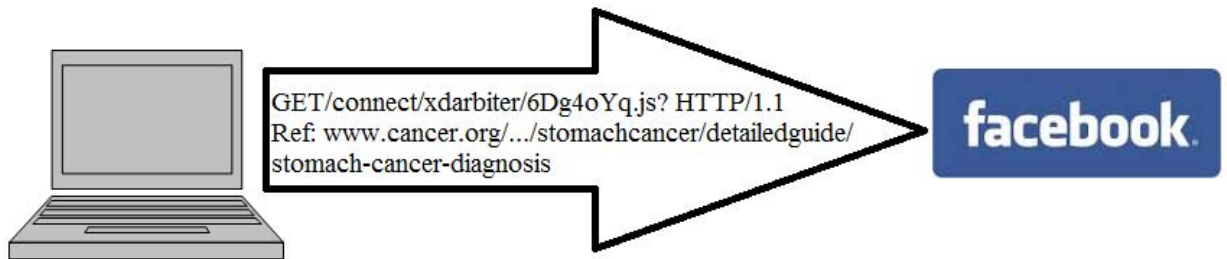 GET/connect/xdarbiter/6Dg4oYq.js? HTTP/1.1
Ref: www.cancer.org/.../stomachcancer/detailedguide/
stomach-cancer-diagnosis
facebook